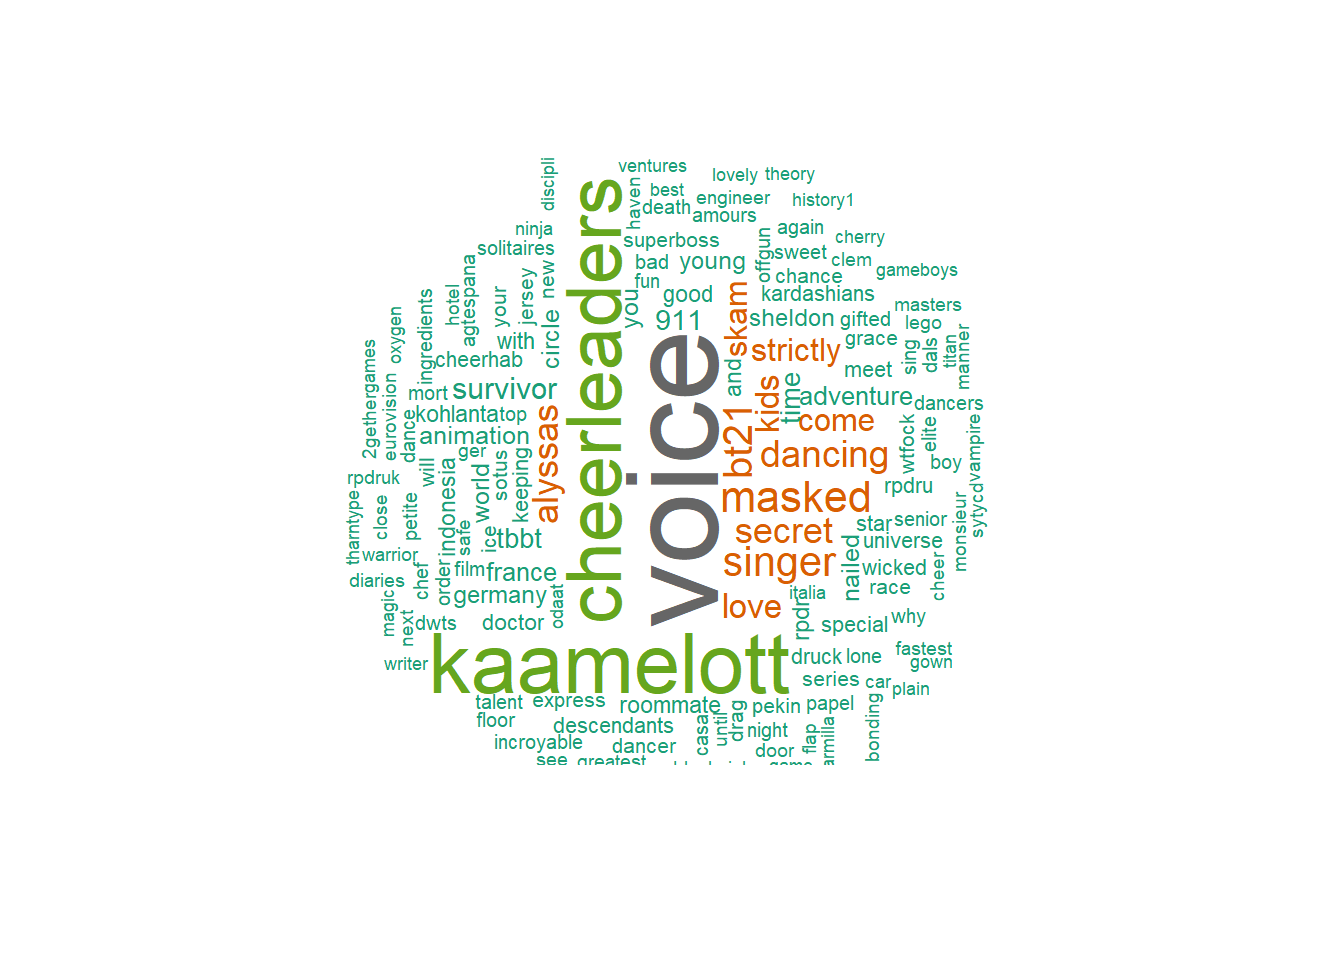 ventures
lovely
theory
discipli
haven
best
death
engineer
amours
history1
ninja
solitaires
superboss
offgun
again
sweet
cherry
clem
bad
young
fun
chance
gameboys
hotel
agtespana
your
jersey
new
cheerleaders
you
good
kardashians
masters
oxygen
ingredients
with
circle
911
skam
sheldon
gifted
lego
strictly
grace
sing
dals
titan
manner
2gethergames
eurovision
cheerhab
voice
and
meet
mort
survivor
kids
time
adventure
dancers
dance
kohlanta
top
alyssas
bt21
come
animation
dancing
wtfock
elite
boy
vampire
rpdruk
will
ger
indonesia
world
sotus
keeping
masked
rpdru
sytycd
tharntype
close
petite
safe
ice
tbbt
secret
star
senior
monsieur
warrior
universe
diaries
chef
order
film
france
singer
nailed
wicked
cheer
germany
odaat
italia
race
magic
next
dwts
doctor
love
rpdr
special
why
writer
kaamelott
druck
lone
fastest
gown
series
car
plain
talent
express
roommate
pekin
papel
floor
descendants
casa
until
drag
night
flap
armilla
bonding
incroyable
dancer
door
see
greatest
game